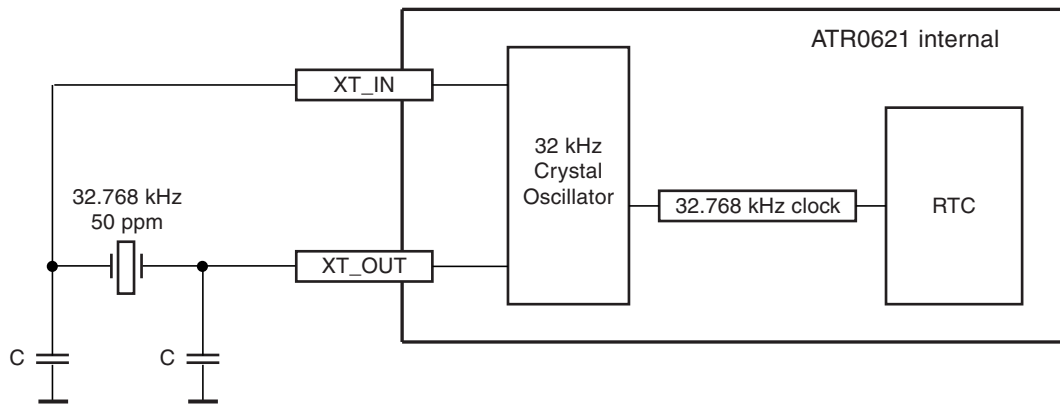 ATR0621 internal
XT_IN
32 kHz
Crystal
Oscillator
32.768 kHz
50 ppm
32.768 kHz clock
RTC
XT_OUT
C
C